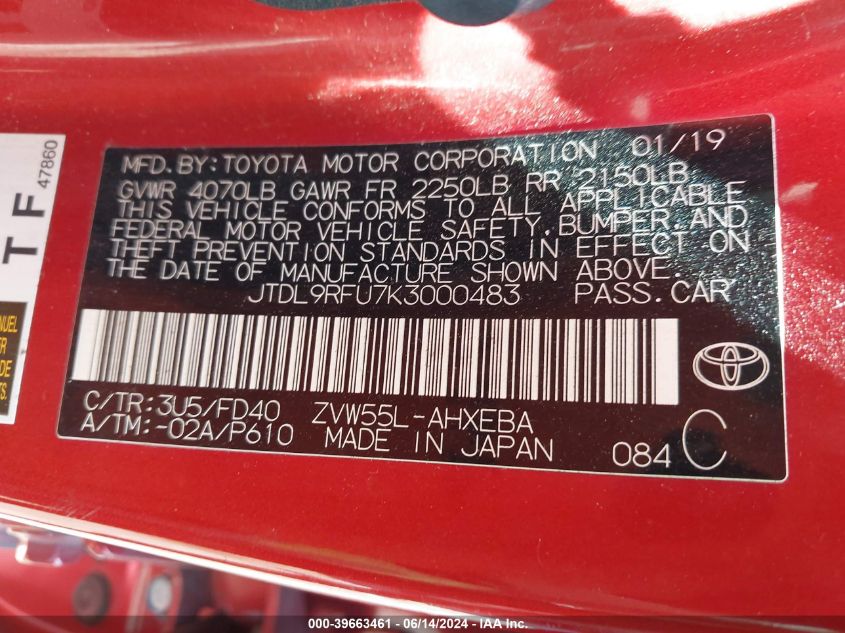 MFD. BY: TOYOTA MOTOR CORPORATION 01/19
GVWR 4070LB GAWR FR 2250LB RR 2150LB
THIS VEHICLE CONFORMS TO ALL APPLICABLE
FEDERAL MOTOR VEHICLE SAFETY, BUMPER, AND
THEFT PREVENTION STANDARDS IN EFFECT ON
THE DATE OF MANUFACTURE SHOWN ABOVE.
JTDL9RFU7K3000483 PASS. CAR
C/TR: 3U5/FD40 ZVW55L-AHXEBA
A/TM: -02A/P610 MADE IN JAPAN
084 C
TF
47860
TS.
000-39663461 - 06/14/2024 - IAA Inc.